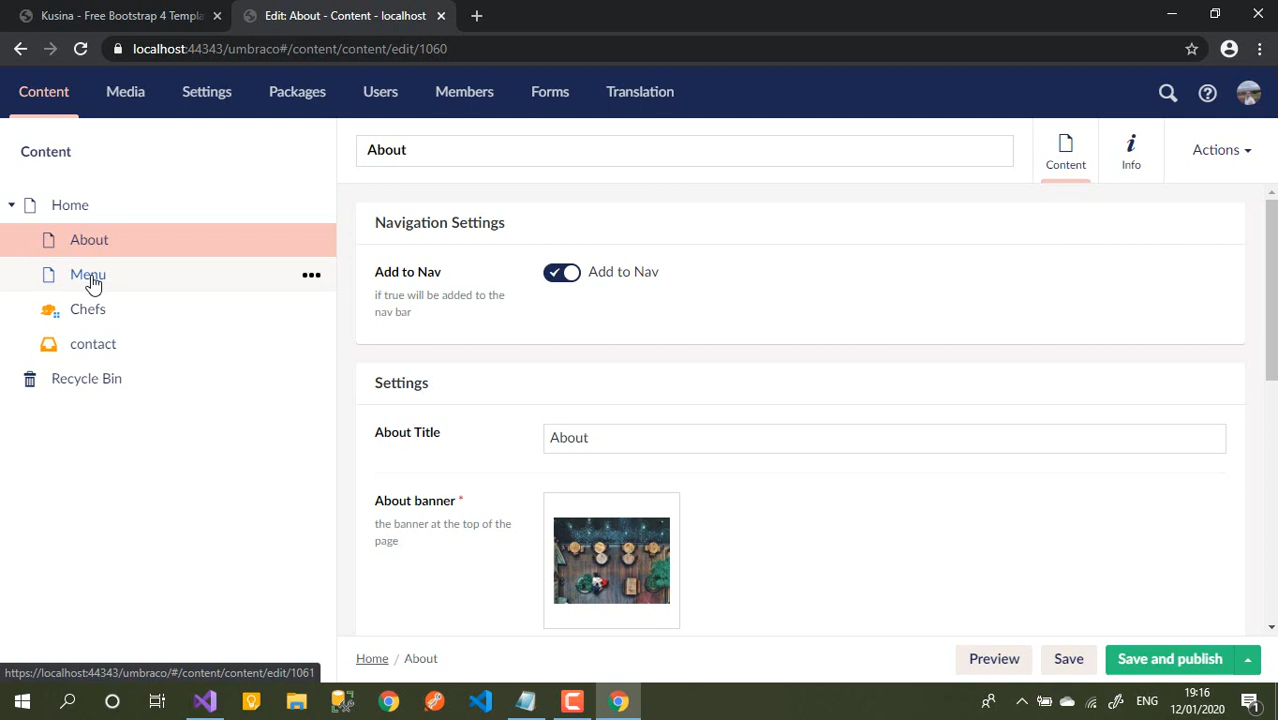 Kusina - Free Bootstrap 4 Templa
Edit: About - Content - localhost
localhost:44343/umbraco#/content/content/edit/1060
Content
Media
Settings
Packages
Users
Members
Forms
Translation
Content
Home
About
Menu
Chefs
contact
Recycle Bin
About
Content
Info
Actions
Navigation Settings
Add to Nav
if true will be added to the
nav bar
Add to Nav
Settings
About Title
About
About banner *
the banner at the top of the
page
Home / About
Preview
Save
Save and publish
https://localhost:44343/umbraco/#/content/content/edit/1061
ENG
19:16
12/01/2020
1